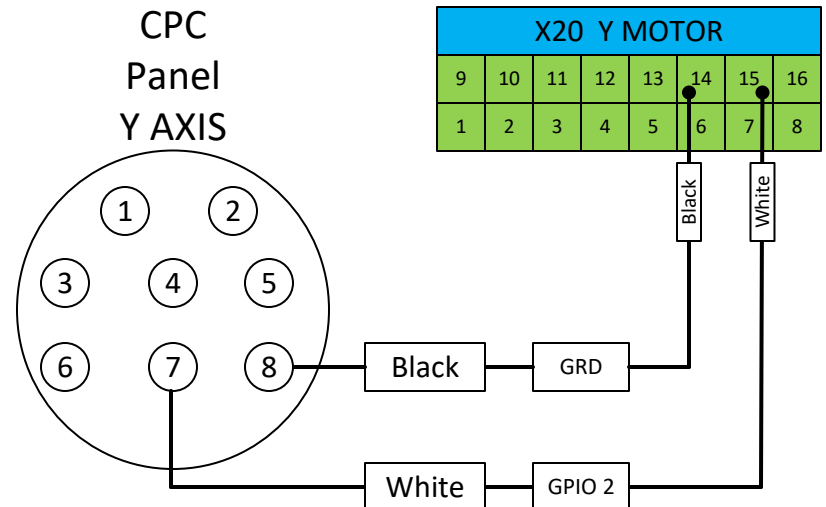 CPC
Panel
Y AXIS
X20 Y MOTOR
9 10 11 12 13 14 15 16
1 2 3 4 5 6 7 8
Black
White
1 2
3 4 5
6 7 8
Black GRD
White GPIO 2